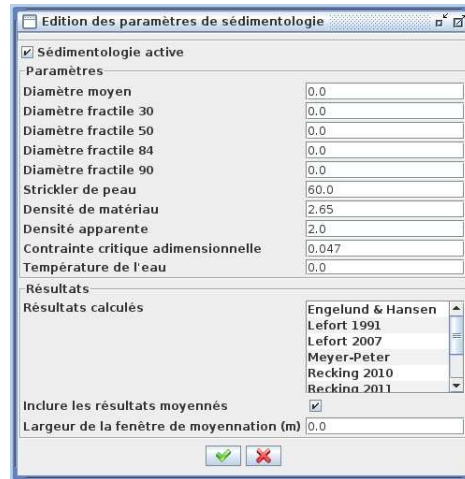 Edition des paramètres de sédimentologie
Sédimentologie active
Paramètres
Diamètre moyen 0.0
Diamètre fractile 30 0.0
Diamètre fractile 50 0.0
Diamètre fractile 84 0.0
Diamètre fractile 90 0.0
Strickler de peau 60.0
Densité de matériau 2.65
Densité apparente 2.0
Contrainte critique adimensionnelle 0.047
Température de l'eau 0.0
Résultats
Résultats calculés
Engelund & Hansen
Lefort 1991
Lefort 2007
Meyer-Peter
Recking 2010
Recking 2011
Inclure les résultats moyennés
Largeur de la fenêtre de moyennation (m) 0.0